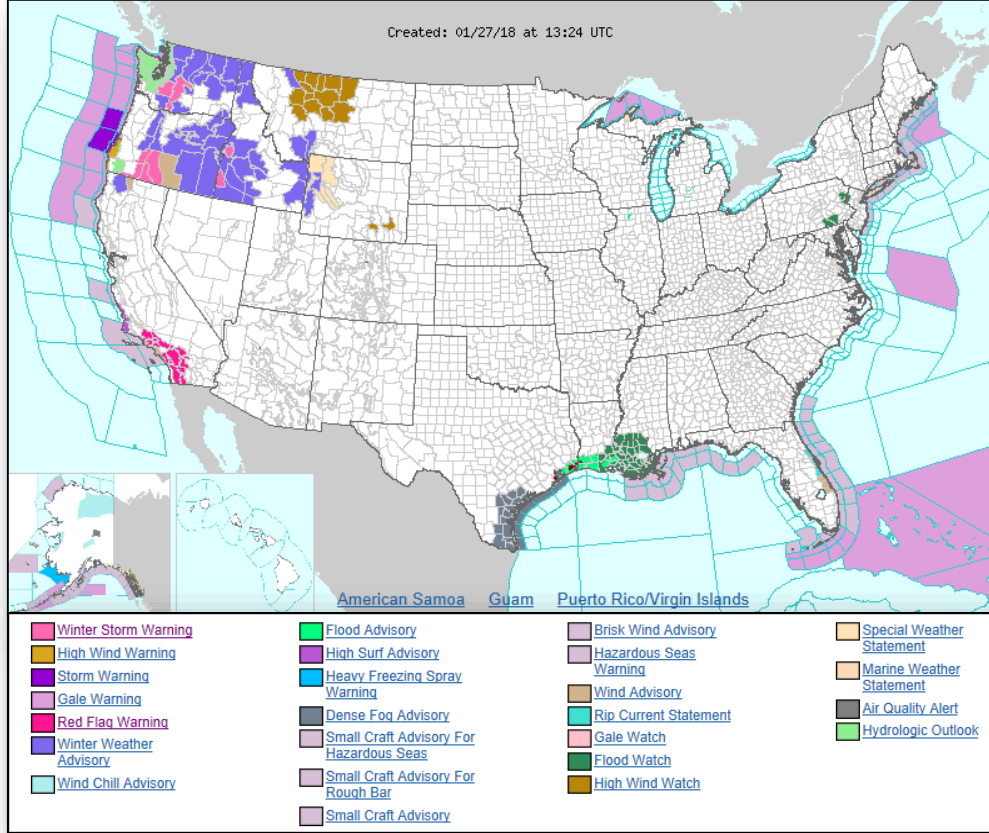 Created: 01/27/18 at 13:24 UTC
American Samoa Guam Puerto Rico/Virgin Islands
Winter Storm Warning
High Wind Warning
Storm Warning
Gale Warning
Red Flag Warning
Winter Weather
Advisory
Wind Chill Advisory
Flood Advisory
High Surf Advisory
Heavy Freezing Spray
Warning
Dense Fog Advisory
Small Craft Advisory For
Hazardous Seas
Small Craft Advisory For
Rough Bar
Small Craft Advisory
Brisk Wind Advisory
Hazardous Seas
Warning
Wind Advisory
Rip Current Statement
Gale Watch
Flood Watch
High Wind Watch
Special Weather
Statement
Marine Weather
Statement
Air Quality Alert
Hydrologic Outlook